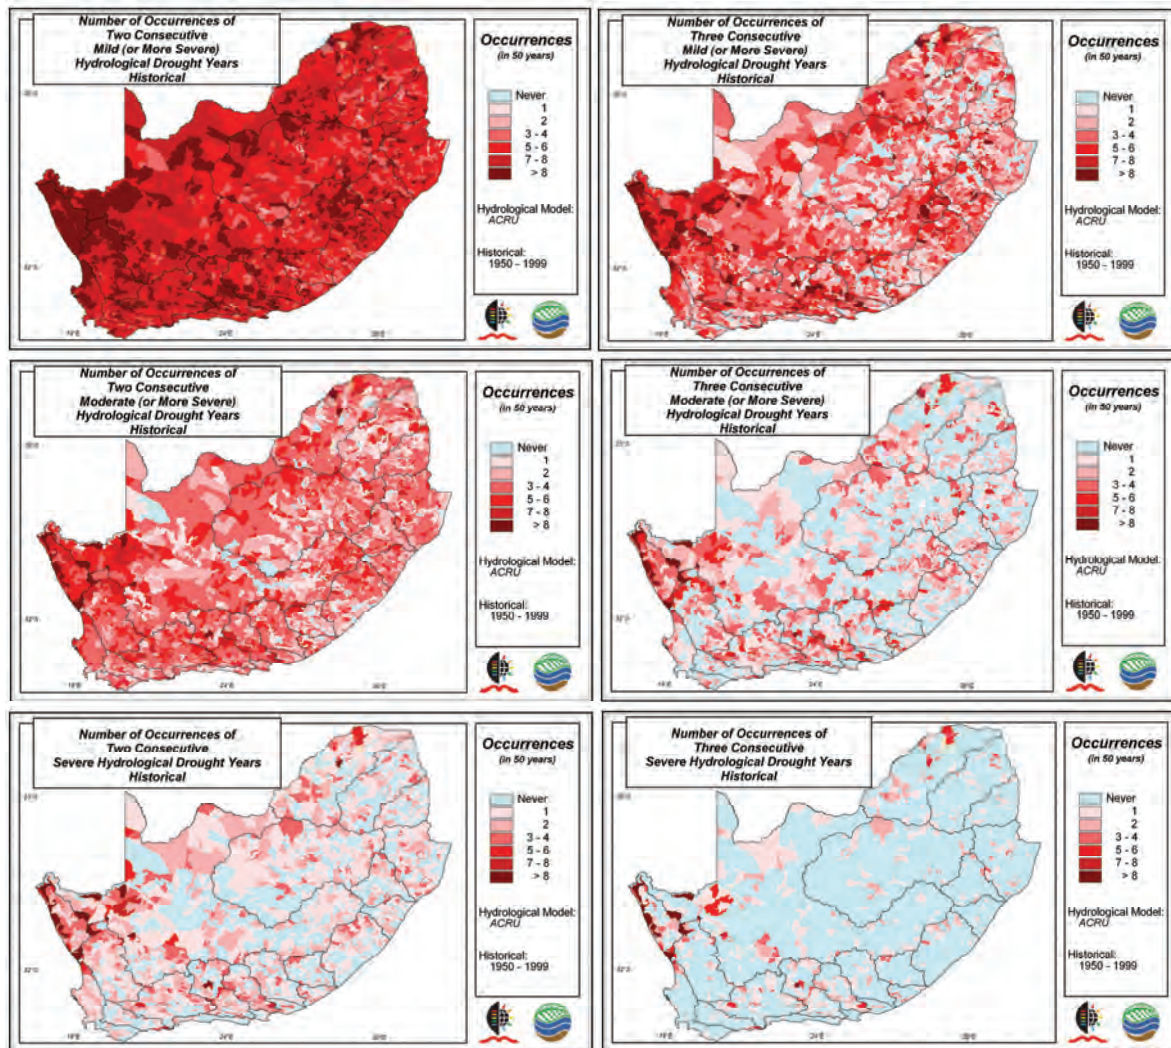 Number of Occurrences of
Two Consecutive
Mild (or More Severe)
Hydrological Drought Years
Historical
Occurrences
(in 50 years)
Never
1
2
3 - 4
5 - 6
7 - 8
> 8
Hydrological Model:
ACRU
Historical:
1950 - 1999
Number of Occurrences of
Three Consecutive
Mild (or More Severe)
Hydrological Drought Years
Historical
Occurrences
(in 50 years)
Never
1
2
3 - 4
5 - 6
7 - 8
> 8
Hydrological Model:
ACRU
Historical:
1950 - 1999
Number of Occurrences of
Two Consecutive
Moderate (or More Severe)
Hydrological Drought Years
Historical
Occurrences
(in 50 years)
Never
1
2
3 - 4
5 - 6
7 - 8
> 8
Hydrological Model:
ACRU
Historical:
1950 - 1999
Number of Occurrences of
Three Consecutive
Moderate (or More Severe)
Hydrological Drought Years
Historical
Occurrences
(in 50 years)
Never
1
2
3 - 4
5 - 6
7 - 8
> 8
Hydrological Model:
ACRU
Historical:
1950 - 1999
Number of Occurrences of
Two Consecutive
Severe Hydrological Drought Years
Historical
Occurrences
(in 50 years)
Never
1
2
3 - 4
5 - 6
7 - 8
> 8
Hydrological Model:
ACRU
Historical:
1950 - 1999
Number of Occurrences of
Three Consecutive
Severe Hydrological Drought Years
Historical
Occurrences
(in 50 years)
Never
1
2
3 - 4
5 - 6
7 - 8
> 8
Hydrological Model:
ACRU
Historical:
1950 - 1999